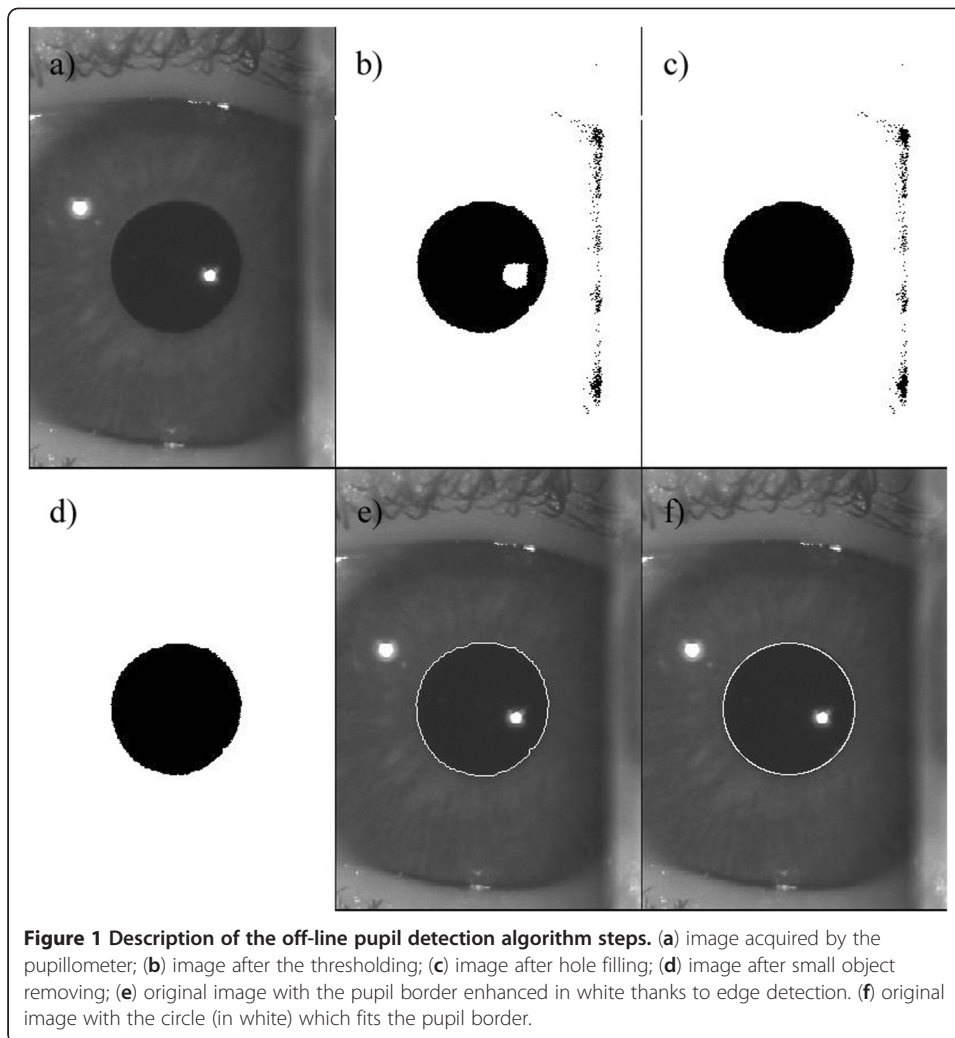 a)
b)
c)
d)
e)
f)
Figure 1 Description of the off-line pupil detection algorithm steps. (a) image acquired by the
pupillometer; (b) image after the thresholding; (c) image after hole filling; (d) image after small object
removing; (e) original image with the pupil border enhanced in white thanks to edge detection. (f) original
image with the circle (in white) which fits the pupil border.